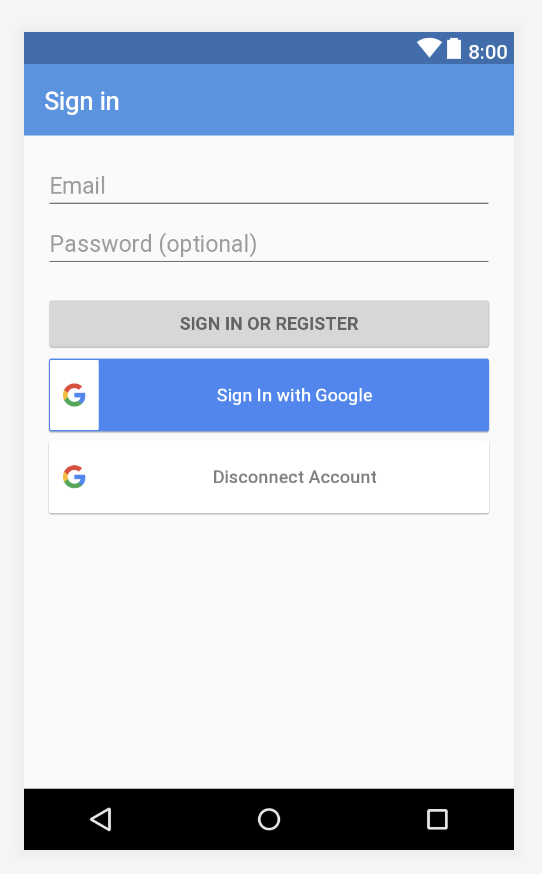 8:00
Sign in
Email
Password (optional)
SIGN IN OR REGISTER
Sign In with Google
Disconnect Account